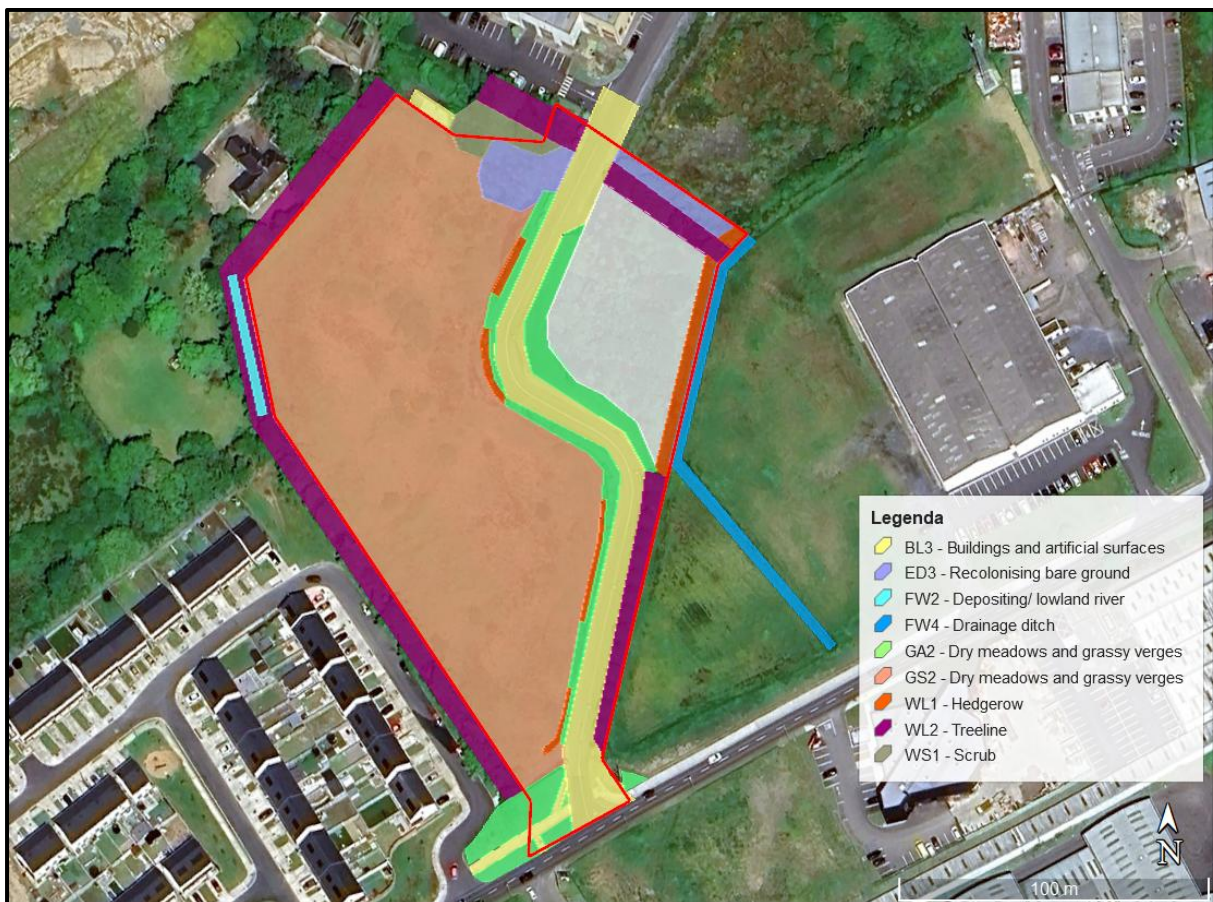 Legenda
BL3 - Buildings and artificial surfaces
ED3 - Recolonising bare ground
FW2 - Depositing/ lowland river
FW4 - Drainage ditch
GA2 - Dry meadows and grassy verges
GS2 - Dry meadows and grassy verges
WL1 - Hedgerow
WL2 - Treeline
WS1 - Scrub
N
100 m